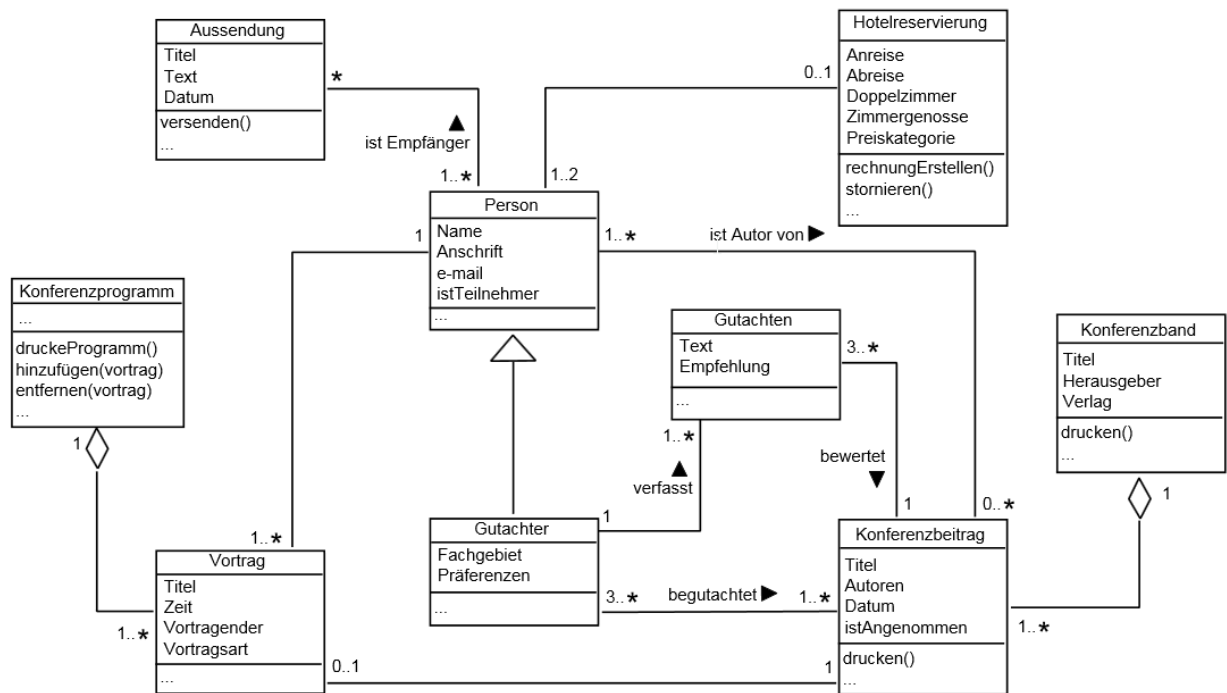 Aussendung
Titel
Text
Datum
versenden()
...
*
ist Empfänger ▲
1..*
Hotelreservierung
Anreise
Abreise
Doppelzimmer
Zimmergenosse
Preiskategorie
rechnungErstellen()
stornieren()
...
0..1
1..2
Person
Name
Anschrift
e-mail
istTeilnehmer
...
1
1..*
ist Autor von ▶
0..*
Konferenzprogramm
...
druckeProgramm()
hinzufügen(vortrag)
entfernen(vortrag)
...
1
1..*
Gutachten
Text
Empfehlung
...
3..*
bewertet
▼
1
1..*
▲
verfasst
1
Konferenzband
Titel
Herausgeber
Verlag
drucken()
...
1
1..*
Vortrag
Titel
Zeit
Vortragender
Vortragsart
...
1..*
0..1
1
Gutachter
Fachgebiet
Präferenzen
...
3..*
begutachtet ▶
1..*
Konferenzbeitrag
Titel
Autoren
Datum
istAngenommen
drucken()
...